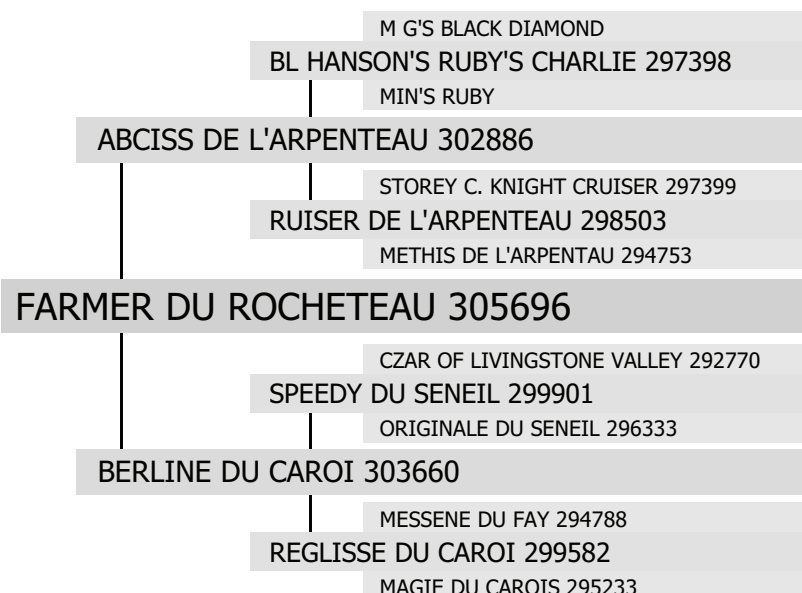 M G'S BLACK DIAMOND
BL HANSON'S RUBY'S CHARLIE 297398
MIN'S RUBY
ABCISS DE L'ARPENTEAU 302886
STOREY C. KNIGHT CRUISER 297399
RUISER DE L'ARPENTEAU 298503
METHIS DE L'ARPENTAU 294753
FARMER DU ROCHETEAU 305696
CZAR OF LIVINGSTONE VALLEY 292770
SPEEDY DU SENEIL 299901
ORIGINALE DU SENEIL 296333
BERLINE DU CAROI 303660
MESSENE DU FAY 294788
REGLISSE DU CAROI 299582
MAGIE DU CAROIS 295233